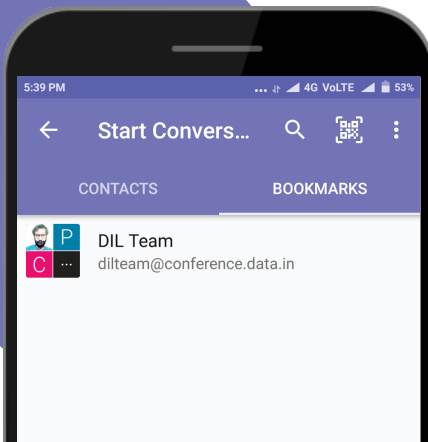 5:39 PM
... 4G VoLTE 53%
Start Convers...
CONTACTS
BOOKMARKS
P
C ...
DIL Team
dilteam@conference.data.in